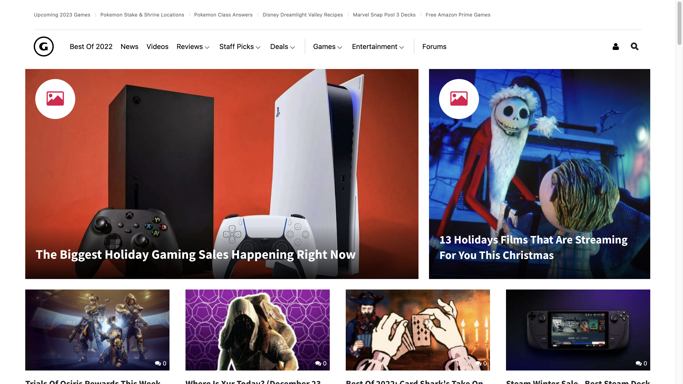 Upcoming 2023 Games
Pokemon Stake & Shrine Locations
Pokemon Class Answers
Disney Dreamlight Valley Recipes
Marvel Snap Pool 3 Decks
Free Amazon Prime Games
G
Best Of 2022
News
Videos
Reviews
Staff Picks
Deals
Games
Entertainment
Forums
The Biggest Holiday Gaming Sales Happening Right Now
13 Holidays Films That Are Streaming
For You This Christmas
0
0
0
0
Trials Of Osiris Rewards This Week
Where Is Xur Today? (December 23
Best Of 2022: Card Shark's Take On
Steam Winter Sale - Best Steam Deck